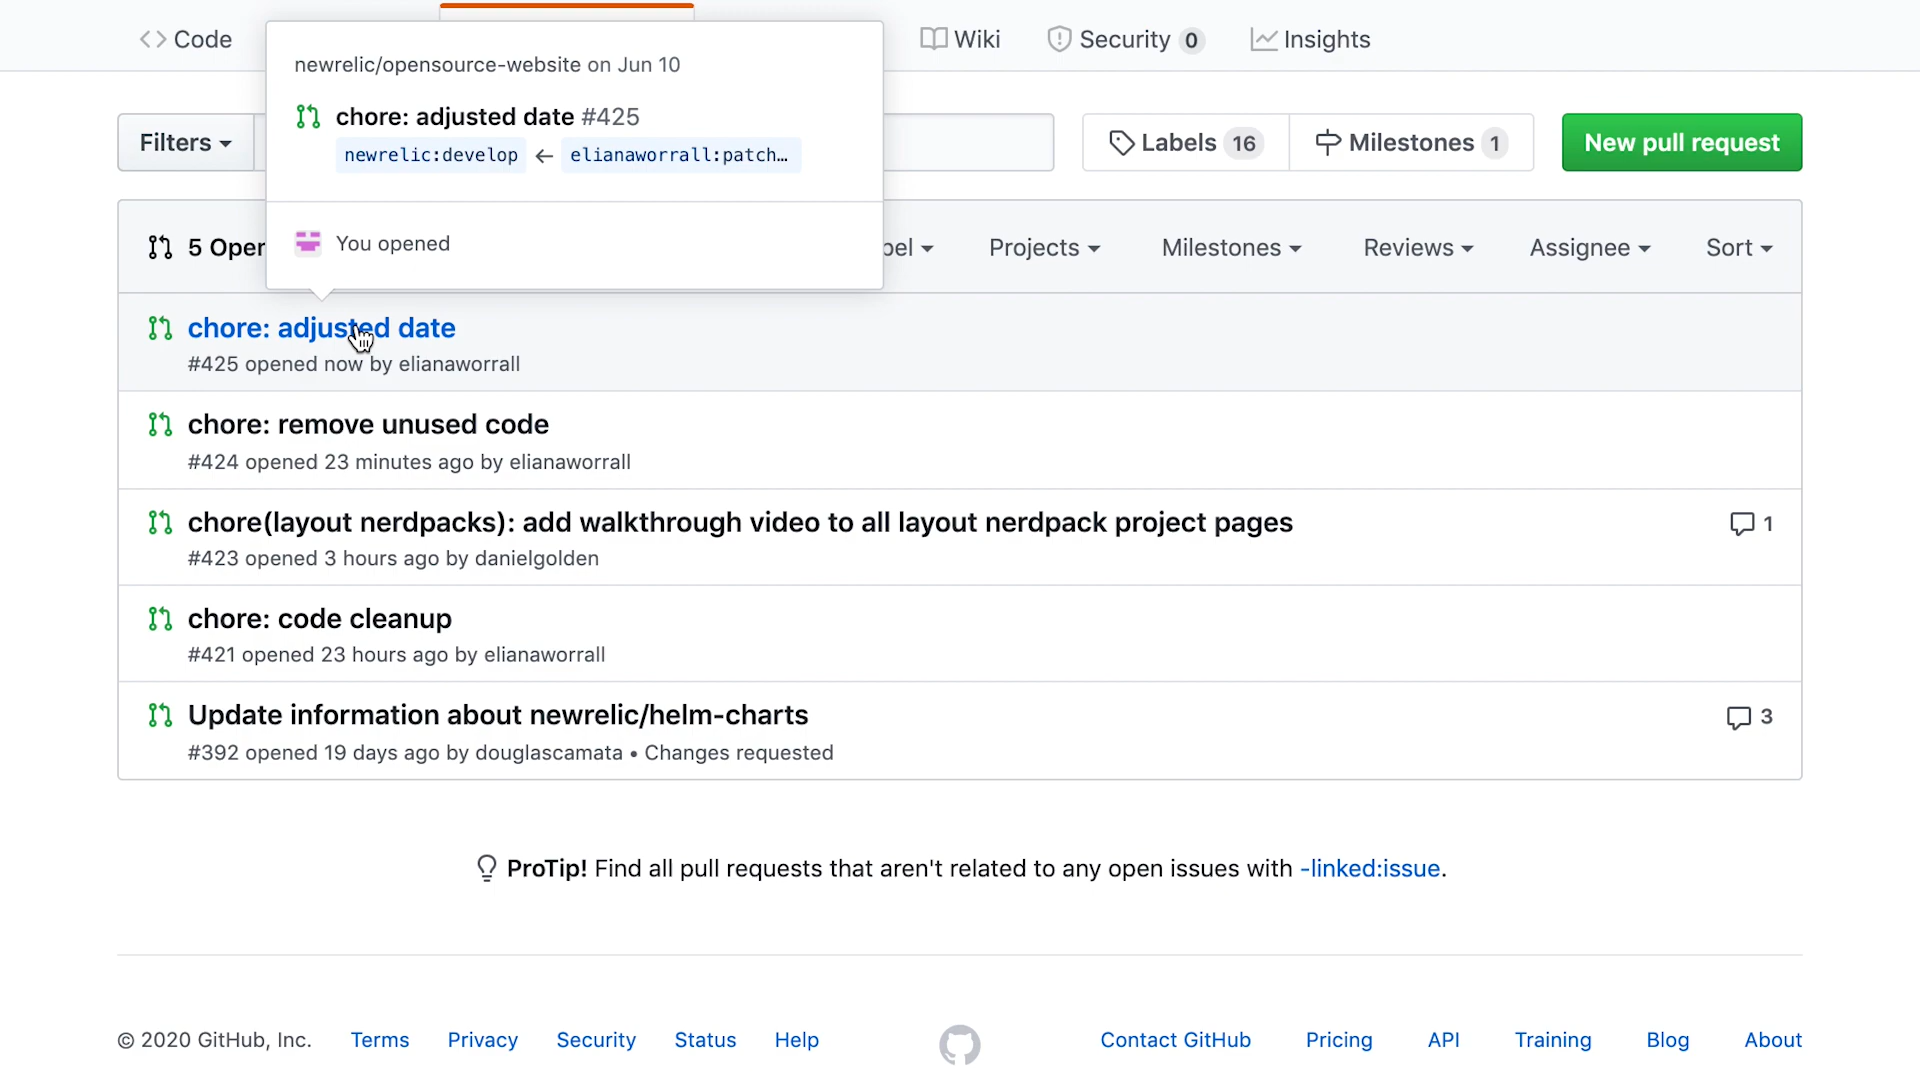 Code
Wiki
Security 0
Insights
newrelic/opensource-website on Jun 10
chore: adjusted date #425
newrelic:develop ← elianaworrall:patch…
You opened
Filters
Labels 16
Milestones 1
New pull request
5 Open
Projects
Milestones
Reviews
Assignee
Sort
chore: adjusted date
#425 opened now by elianaworrall
chore: remove unused code
#424 opened 23 minutes ago by elianaworrall
chore(layout nerdpacks): add walkthrough video to all layout nerdpack project pages
1
#423 opened 3 hours ago by danielgolden
chore: code cleanup
#421 opened 23 hours ago by elianaworrall
Update information about newrelic/helm-charts
3
#392 opened 19 days ago by douglascamata • Changes requested
ProTip! Find all pull requests that aren't related to any open issues with -linked:issue.
© 2020 GitHub, Inc.
Terms
Privacy
Security
Status
Help
Contact GitHub
Pricing
API
Training
Blog
About